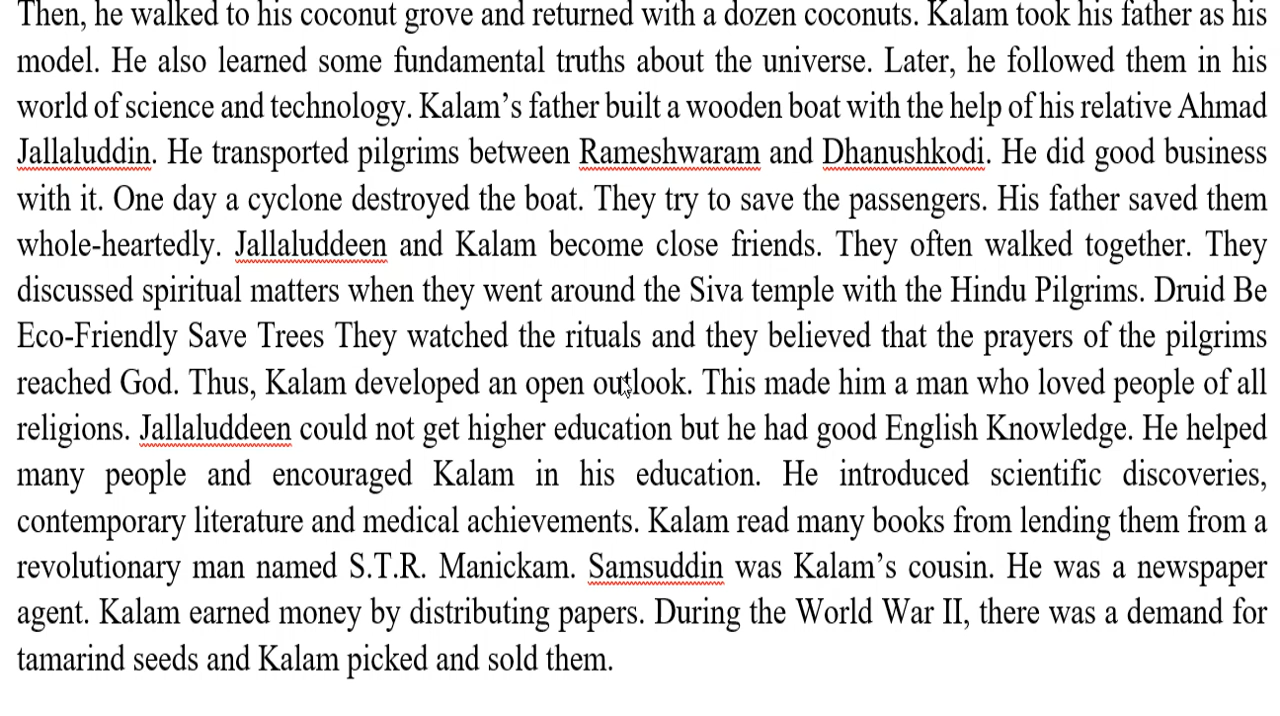 Then, he walked to his coconut grove and returned with a dozen coconuts. Kalam took his father as his
model. He also learned some fundamental truths about the universe. Later, he followed them in his
world of science and technology. Kalam’s father built a wooden boat with the help of his relative Ahmad
Jallaluddin. He transported pilgrims between Rameshwaram and Dhanushkodi. He did good business
with it. One day a cyclone destroyed the boat. They try to save the passengers. His father saved them
whole-heartedly. Jallaluddeen and Kalam become close friends. They often walked together. They
discussed spiritual matters when they went around the Siva temple with the Hindu Pilgrims. Druid Be
Eco-Friendly Save Trees They watched the rituals and they believed that the prayers of the pilgrims
reached God. Thus, Kalam developed an open outlook. This made him a man who loved people of all
religions. Jallaluddeen could not get higher education but he had good English Knowledge. He helped
many people and encouraged Kalam in his education. He introduced scientific discoveries,
contemporary literature and medical achievements. Kalam read many books from lending them from a
revolutionary man named S.T.R. Manickam. Samsuddin was Kalam’s cousin. He was a newspaper
agent. Kalam earned money by distributing papers. During the World War II, there was a demand for
tamarind seeds and Kalam picked and sold them.